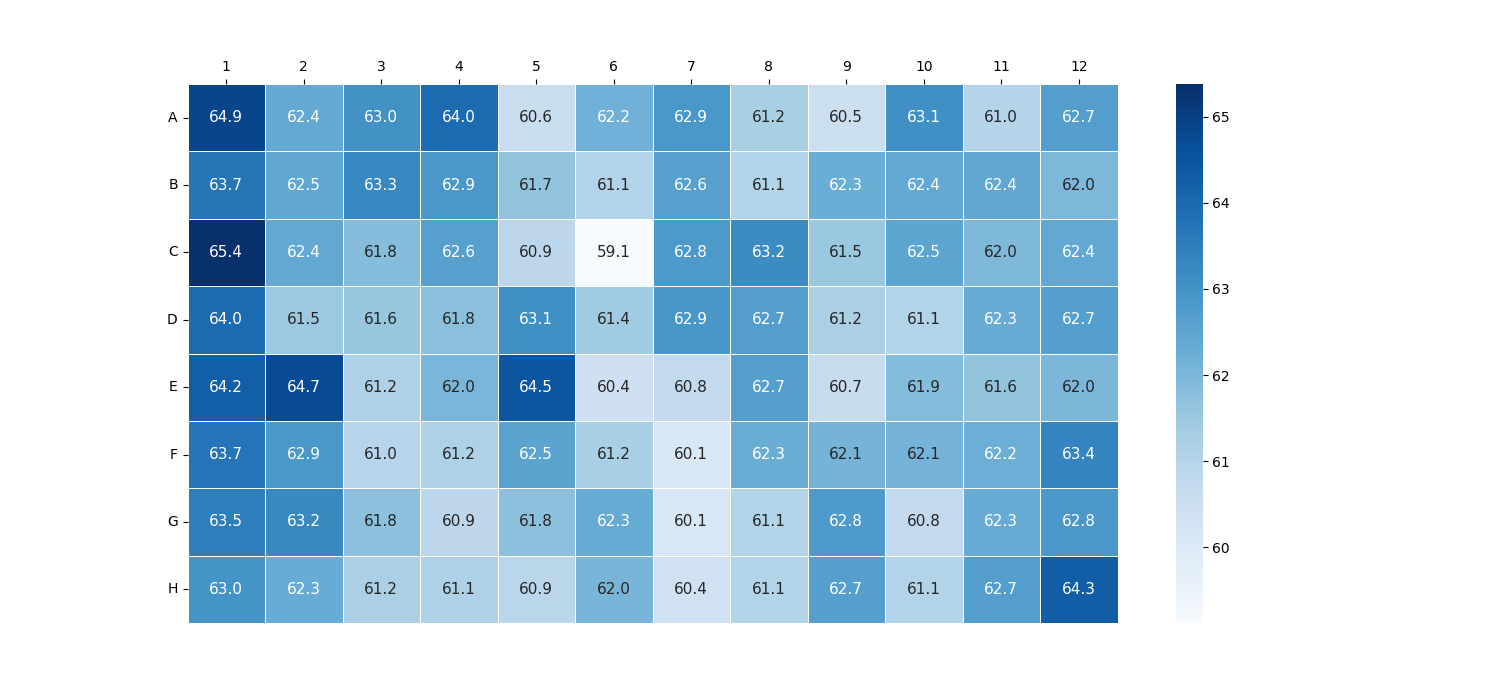 1 2 3 4 5 6 7 8 9 10 11 12
A 64.9 62.4 63.0 64.0 60.6 62.2 62.9 61.2 60.5 63.1 61.0 62.7
B 63.7 62.5 63.3 62.9 61.7 61.1 62.6 61.1 62.3 62.4 62.4 62.0
C 65.4 62.4 61.8 62.6 60.9 59.1 62.8 63.2 61.5 62.5 62.0 62.4
D 64.0 61.5 61.6 61.8 63.1 61.4 62.9 62.7 61.2 61.1 62.3 62.7
E 64.2 64.7 61.2 62.0 64.5 60.4 60.8 62.7 60.7 61.9 61.6 62.0
F 63.7 62.9 61.0 61.2 62.5 61.2 60.1 62.3 62.1 62.1 62.2 63.4
G 63.5 63.2 61.8 60.9 61.8 62.3 60.1 61.1 62.8 60.8 62.3 62.8
H 63.0 62.3 61.2 61.1 60.9 62.0 60.4 61.1 62.7 61.1 62.7 64.3
65
64
63
62
61
60